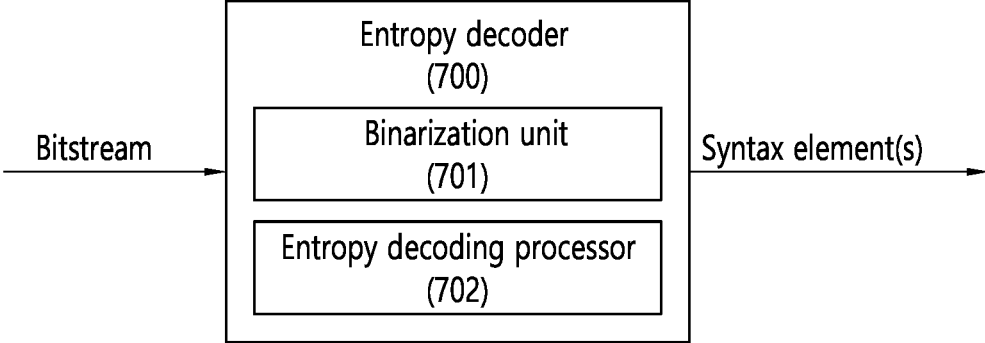 Entropy decoder
(700)
Bitstream
Binarization unit
(701)
Syntax element(s)
Entropy decoding processor
(702)